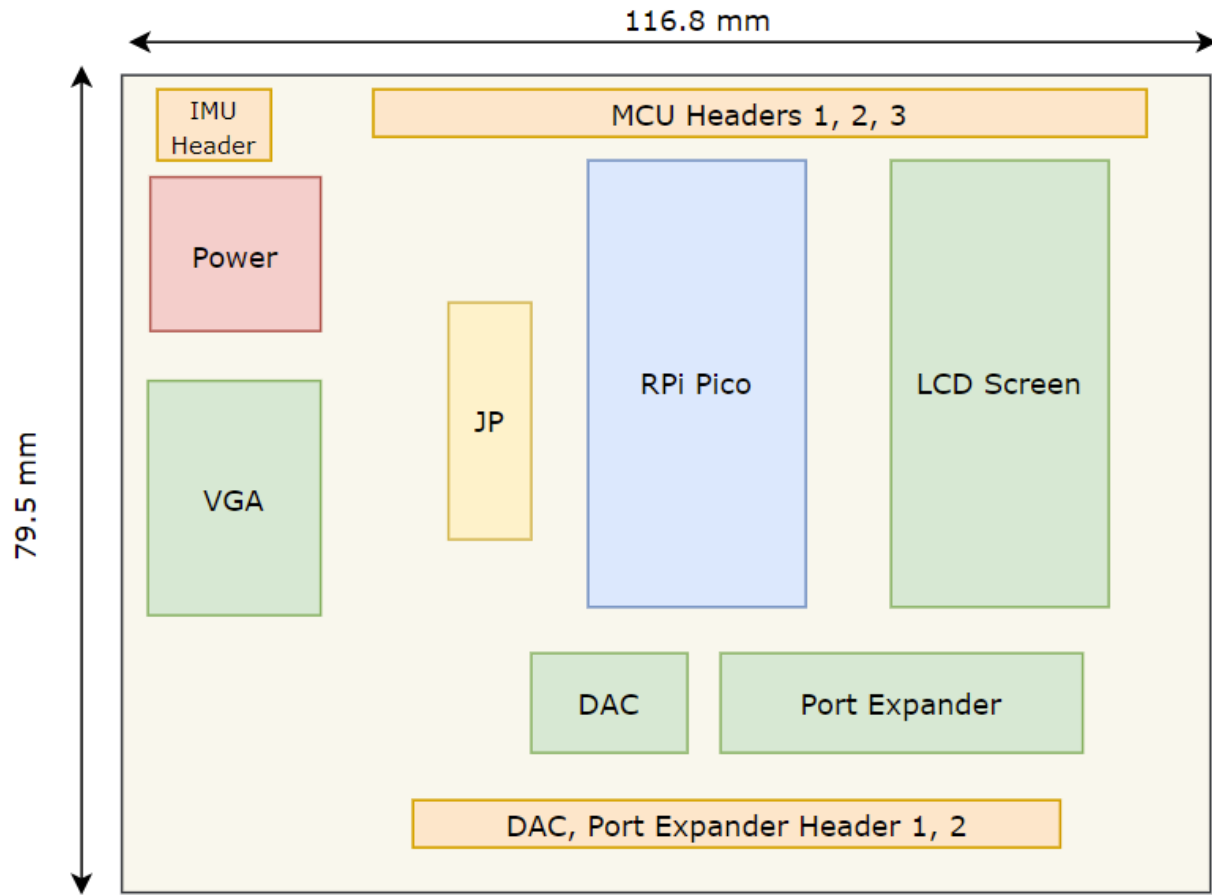 116.8 mm
IMU
Header
MCU Headers 1, 2, 3
Power
RPi Pico
LCD Screen
JP
VGA
79.5 mm
DAC
Port Expander
DAC, Port Expander Header 1, 2